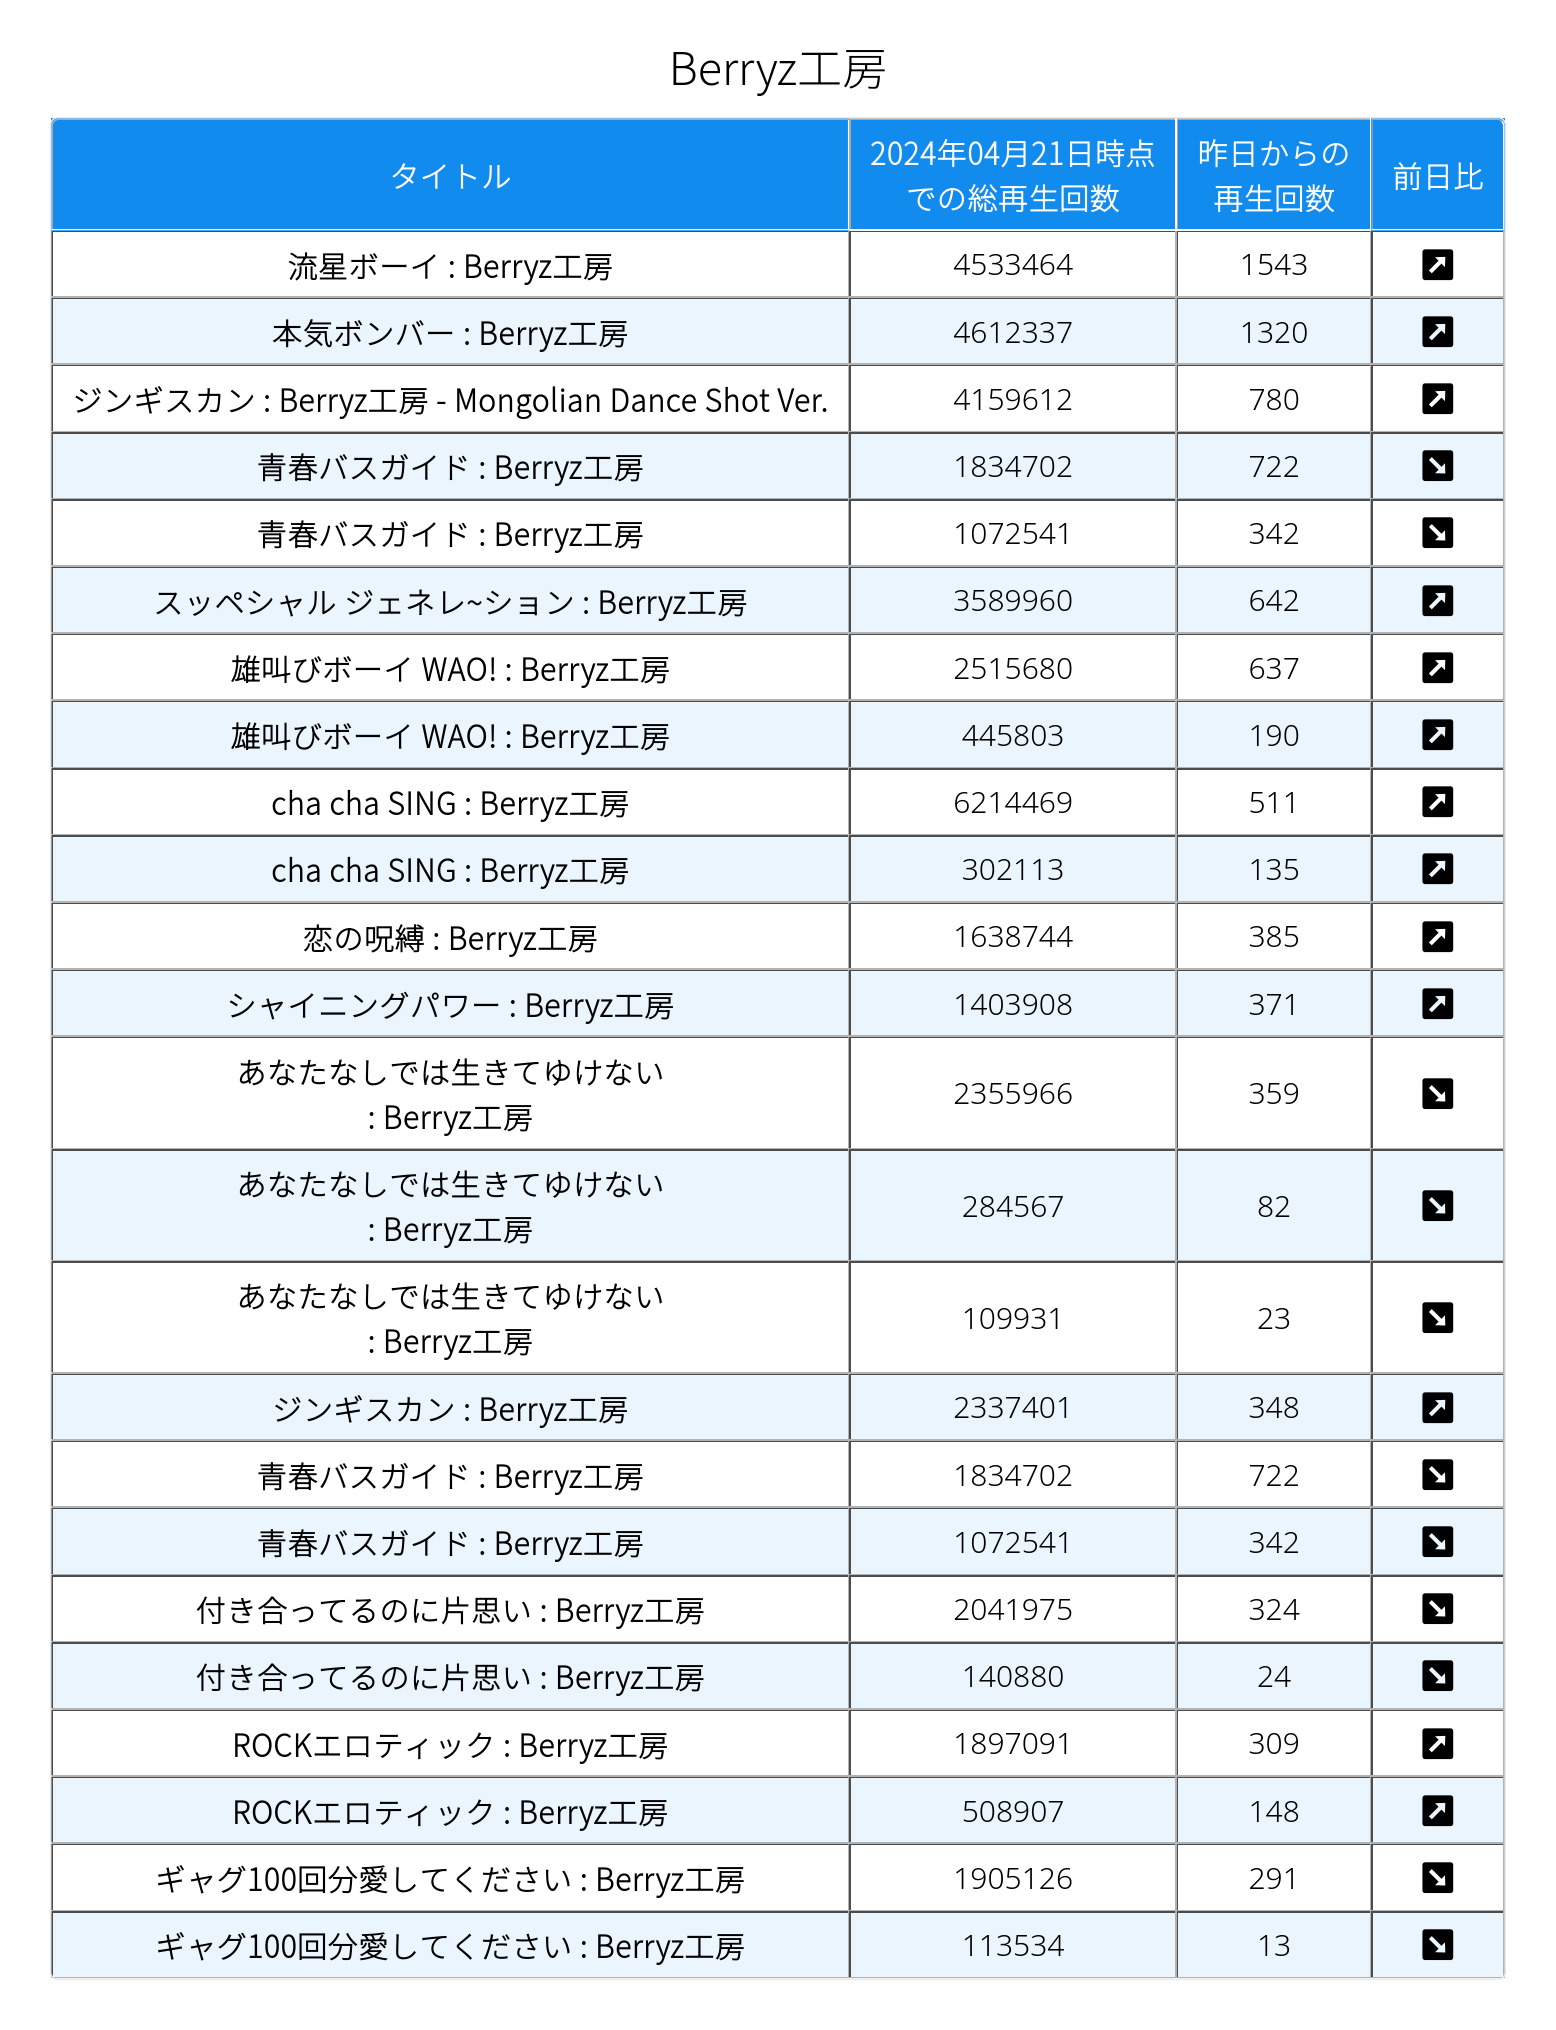 Berryz工房
タイトル
2024年04月21日時点
での総再生回数
昨日からの
再生回数
前日比
流星ボーイ : Berryz工房 4533464 1543
本気ボンバー : Berryz工房 4612337 1320
ジンギスカン : Berryz工房 - Mongolian Dance Shot Ver. 4159612 780
青春バスガイド : Berryz工房 1834702 722
青春バスガイド : Berryz工房 1072541 342
スッペシャル ジェネレ~ション : Berryz工房 3589960 642
雄叫びボーイ WAO! : Berryz工房 2515680 637
雄叫びボーイ WAO! : Berryz工房 445803 190
cha cha SING : Berryz工房 6214469 511
cha cha SING : Berryz工房 302113 135
恋の呪縛 : Berryz工房 1638744 385
シャイニングパワー : Berryz工房 1403908 371
あなたなしでは生きてゆけない
: Berryz工房 2355966 359
あなたなしでは生きてゆけない
: Berryz工房 284567 82
あなたなしでは生きてゆけない
: Berryz工房 109931 23
ジンギスカン : Berryz工房 2337401 348
青春バスガイド : Berryz工房 1834702 722
青春バスガイド : Berryz工房 1072541 342
付き合ってるのに片思い : Berryz工房 2041975 324
付き合ってるのに片思い : Berryz工房 140880 24
ROCKエロティック : Berryz工房 1897091 309
ROCKエロティック : Berryz工房 508907 148
ギャグ100回分愛してください : Berryz工房 1905126 291
ギャグ100回分愛してください : Berryz工房 113534 13